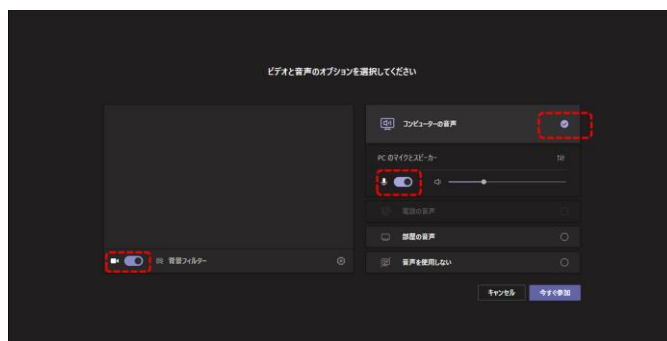 ビデオと音声のオプションを選択してください
コンピューターの音声
PC のマイクとスピーカー
電話の音声
部屋の音声
背景フィルター
音声を使用しない
キャンセル
今すぐ参加